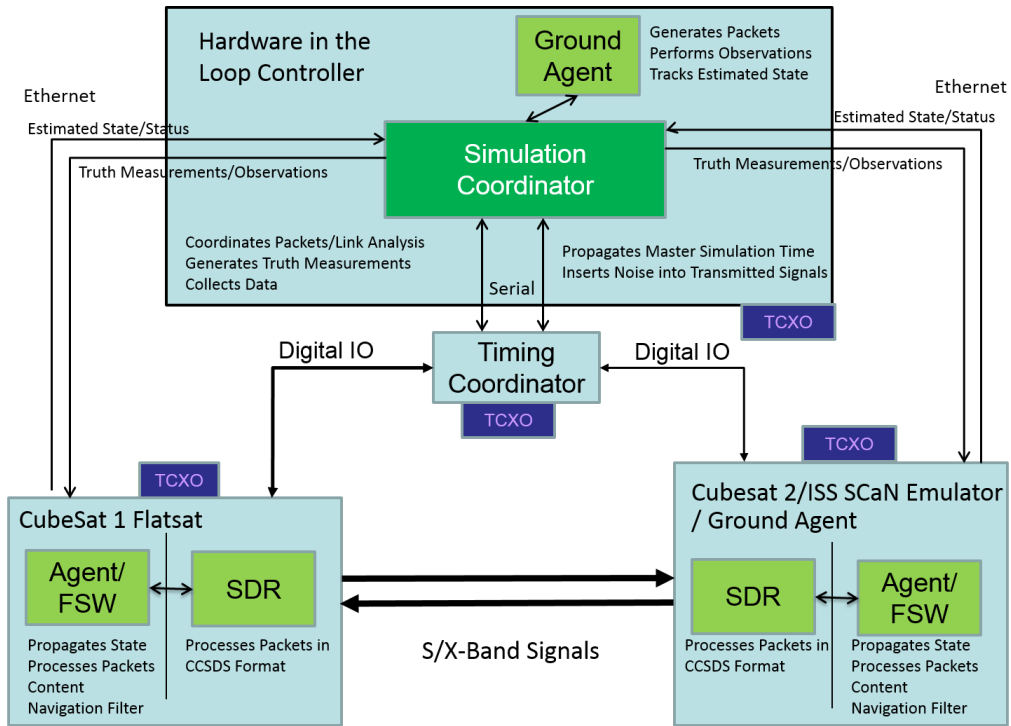 Hardware in the
Loop Controller
Ground
Agent
Generates Packets
Performs Observations
Tracks Estimated State
Ethernet
Ethernet
Estimated State/Status
Estimated State/Status
Truth Measurements/Observations
Truth Measurements/Observations
Simulation
Coordinator
Coordinates Packets/Link Analysis
Generates Truth Measurements
Collects Data
Propagates Master Simulation Time
Inserts Noise into Transmitted Signals
Serial
TCXO
Digital IO
Timing
Coordinator
Digital IO
TCXO
TCXO
TCXO
CubeSat 1 Flatsat
Agent/
FSW
SDR
Propagates State
Processes Packets
Content
Navigation Filter
Processes Packets in
CCSDS Format
S/X-Band Signals
Cubesat 2/ISS SCaN Emulator
/ Ground Agent
SDR
Agent/
FSW
Processes Packets in
CCSDS Format
Propagates State
Processes Packets
Content
Navigation Filter